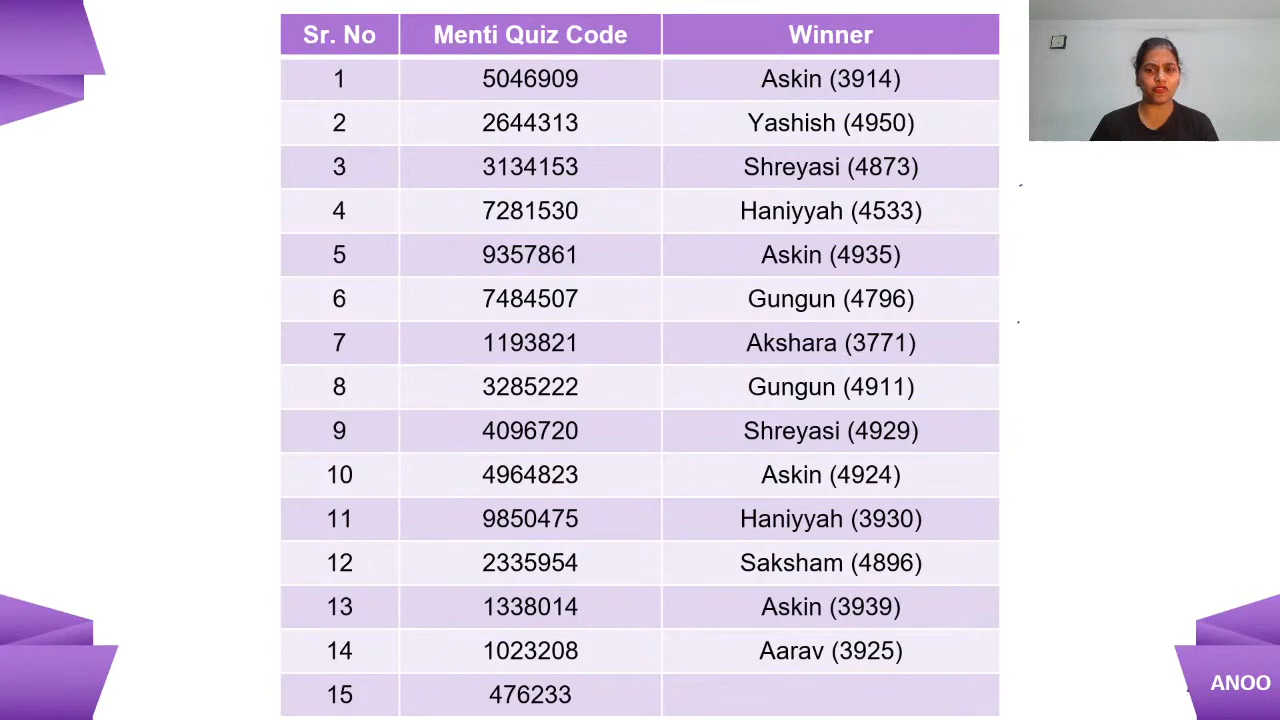 Sr. No Menti Quiz Code Winner
1 5046909 Askin (3914)
2 2644313 Yashish (4950)
3 3134153 Shreyasi (4873)
4 7281530 Haniyyah (4533)
5 9357861 Askin (4935)
6 7484507 Gungun (4796)
7 1193821 Akshara (3771)
8 3285222 Gungun (4911)
9 4096720 Shreyasi (4929)
10 4964823 Askin (4924)
11 9850475 Haniyyah (3930)
12 2335954 Saksham (4896)
13 1338014 Askin (3939)
14 1023208 Aarav (3925)
15 476233
ANOO